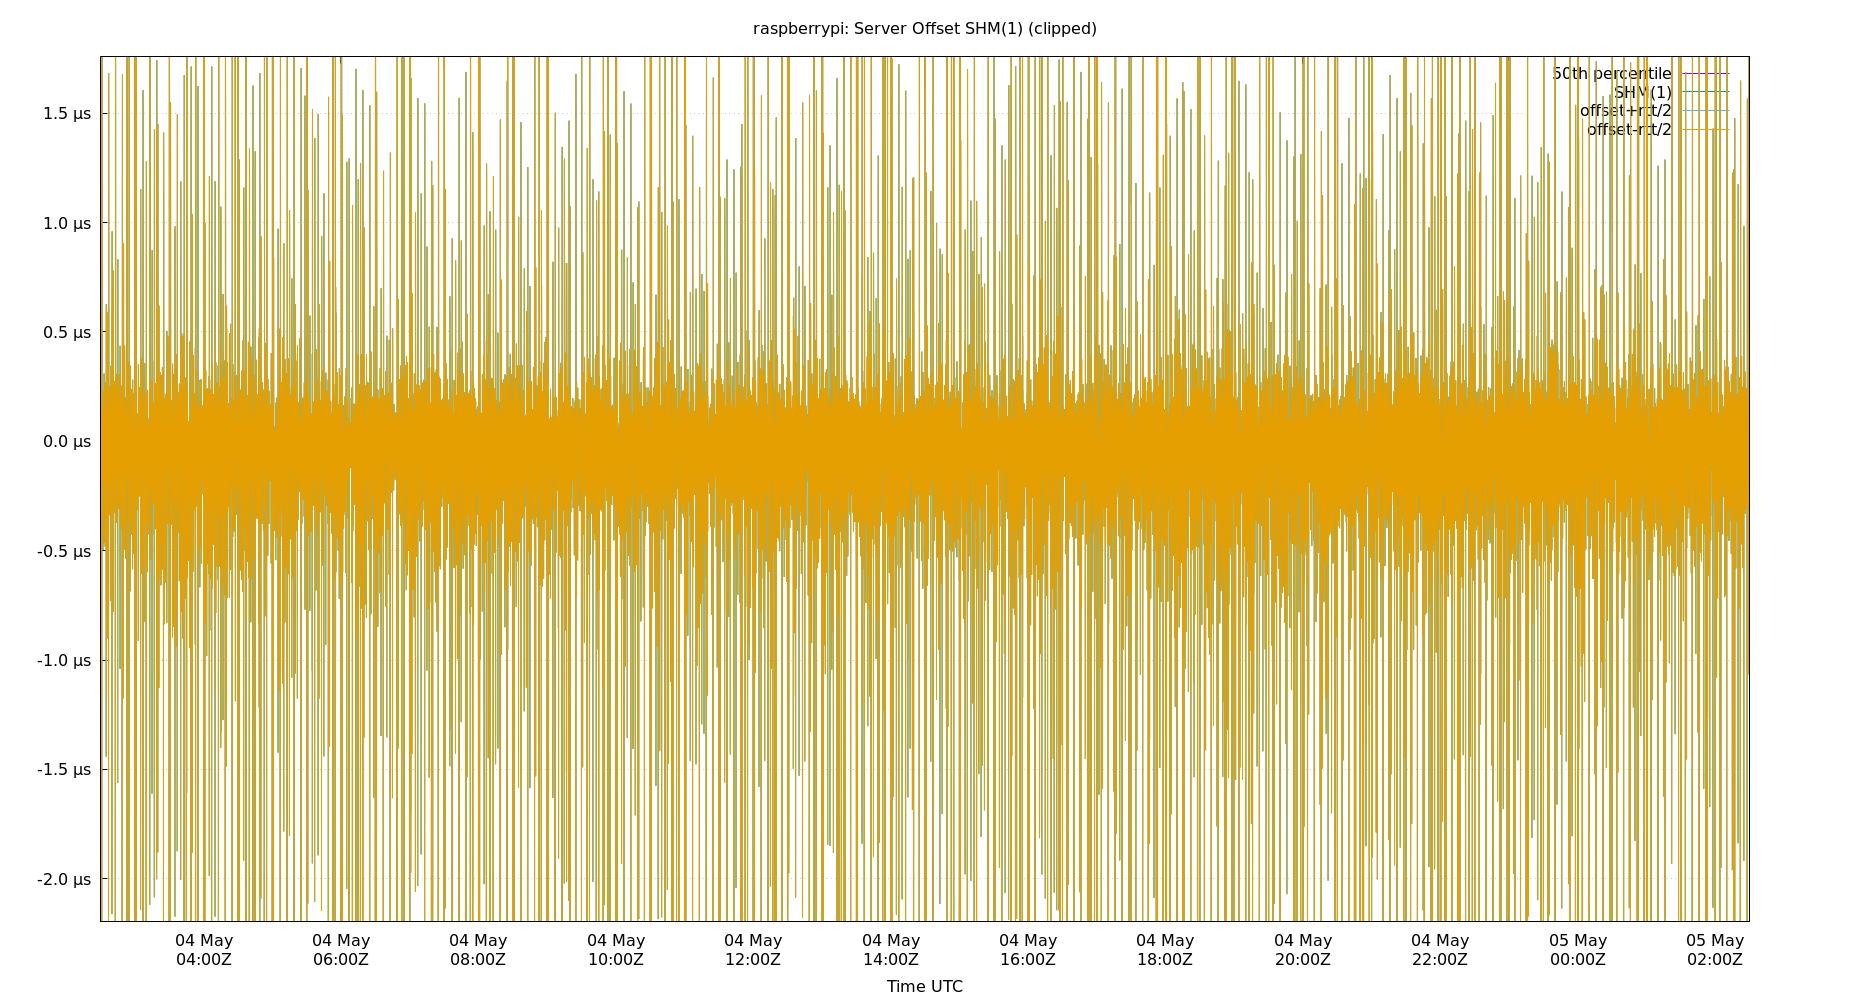 raspberrypi: Server Offset SHM(1) (clipped)
50th percentile
SHM(1)
offset+rtt/2
offset-rtt/2
1.5 µs
1.0 µs
0.5 µs
0.0 µs
-0.5 µs
-1.0 µs
-1.5 µs
-2.0 µs
04 May 04 May 04 May 04 May 04 May 04 May 04 May 04 May 04 May 04 May 05 May 05 May
04:00Z 06:00Z 08:00Z 10:00Z 12:00Z 14:00Z 16:00Z 18:00Z 20:00Z 22:00Z 00:00Z 02:00Z
Time UTC